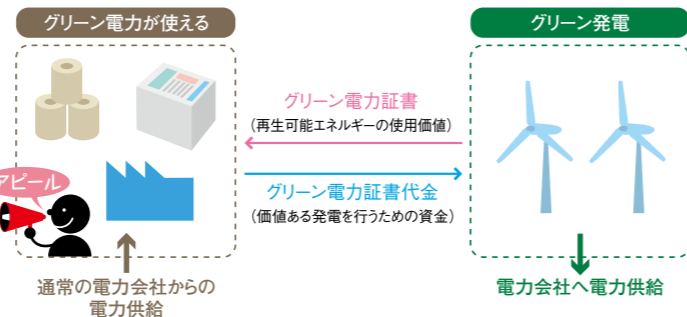 グリーン電力が使える
グリーン発電
グリーン電力証書
（再生可能エネルギーの使用価値）
アピール
グリーン電力証書代金
（価値ある発電を行うための資金）
通常の電力会社からの
電力供給
電力会社へ電力供給